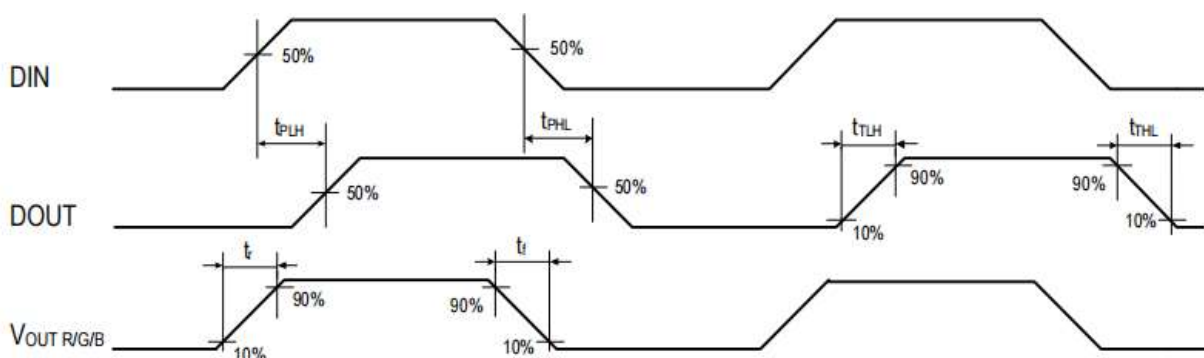 DIN
50%
50%
tPLH
tPHL
tTLH
tTHL
DOUT
50%
50%
90%
10%
90%
10%
tr
tf
VOUT R/G/B
90%
10%
90%
10%